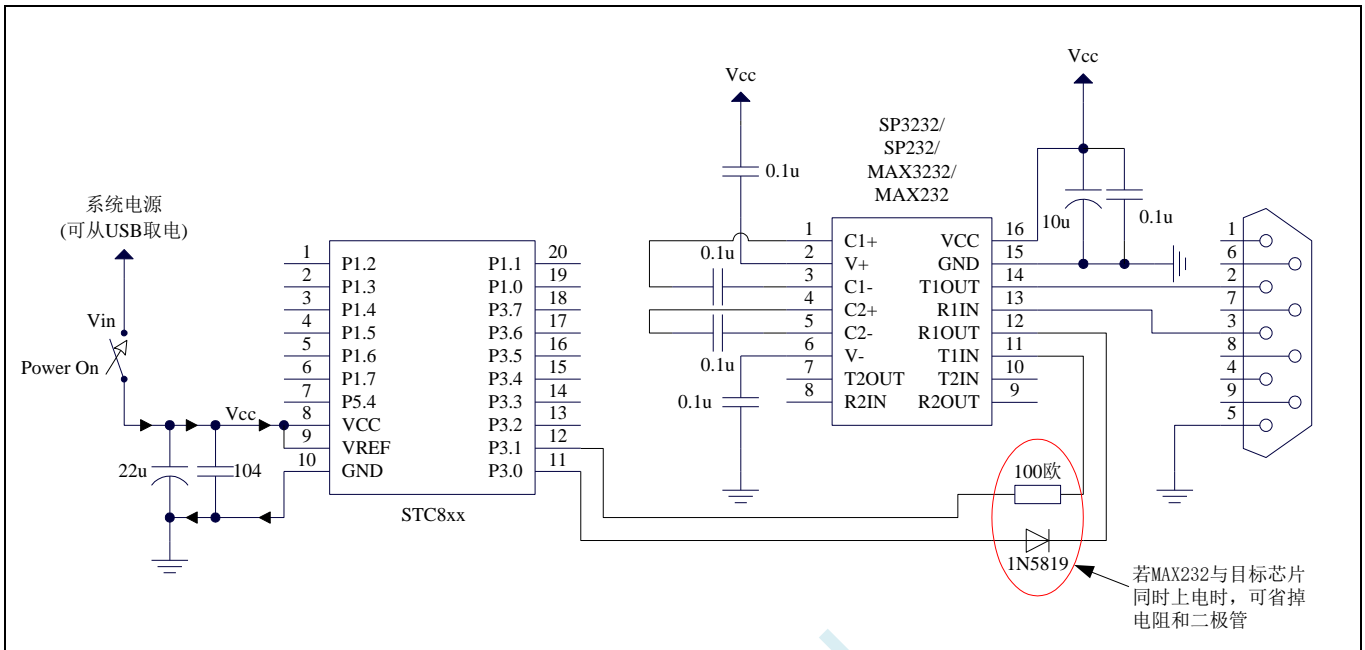 Vcc
Vcc
SP3232/
SP232/
MAX3232/
MAX232
0.1u
10u
0.1u
系统电源
(可从USB取电)
Vin
Power On
Vcc
22u
104
1 P1.2
2 P1.3
3 P1.4
4 P1.5
5 P1.6
6 P1.7
7 P5.4
8 VCC
9 VREF
10 GND
P1.1 20
P1.0 19
P3.7 18
P3.6 17
P3.5 16
P3.4 15
P3.3 14
P3.2 13
P3.1 12
P3.0 11
STC8xx
0.1u
0.1u
0.1u
1 C1+
2 V+
3 C1-
4 C2+
5 C2-
6 V-
7 T2OUT
8 R2IN
VCC 16
GND 15
T1OUT 14
R1IN 13
R1OUT 12
T1IN 11
T2IN 10
R2OUT 9
1
6
2
7
3
8
4
9
5
100欧
1N5819
若MAX232与目标芯片
同时上电时，可省掉
电阻和二极管